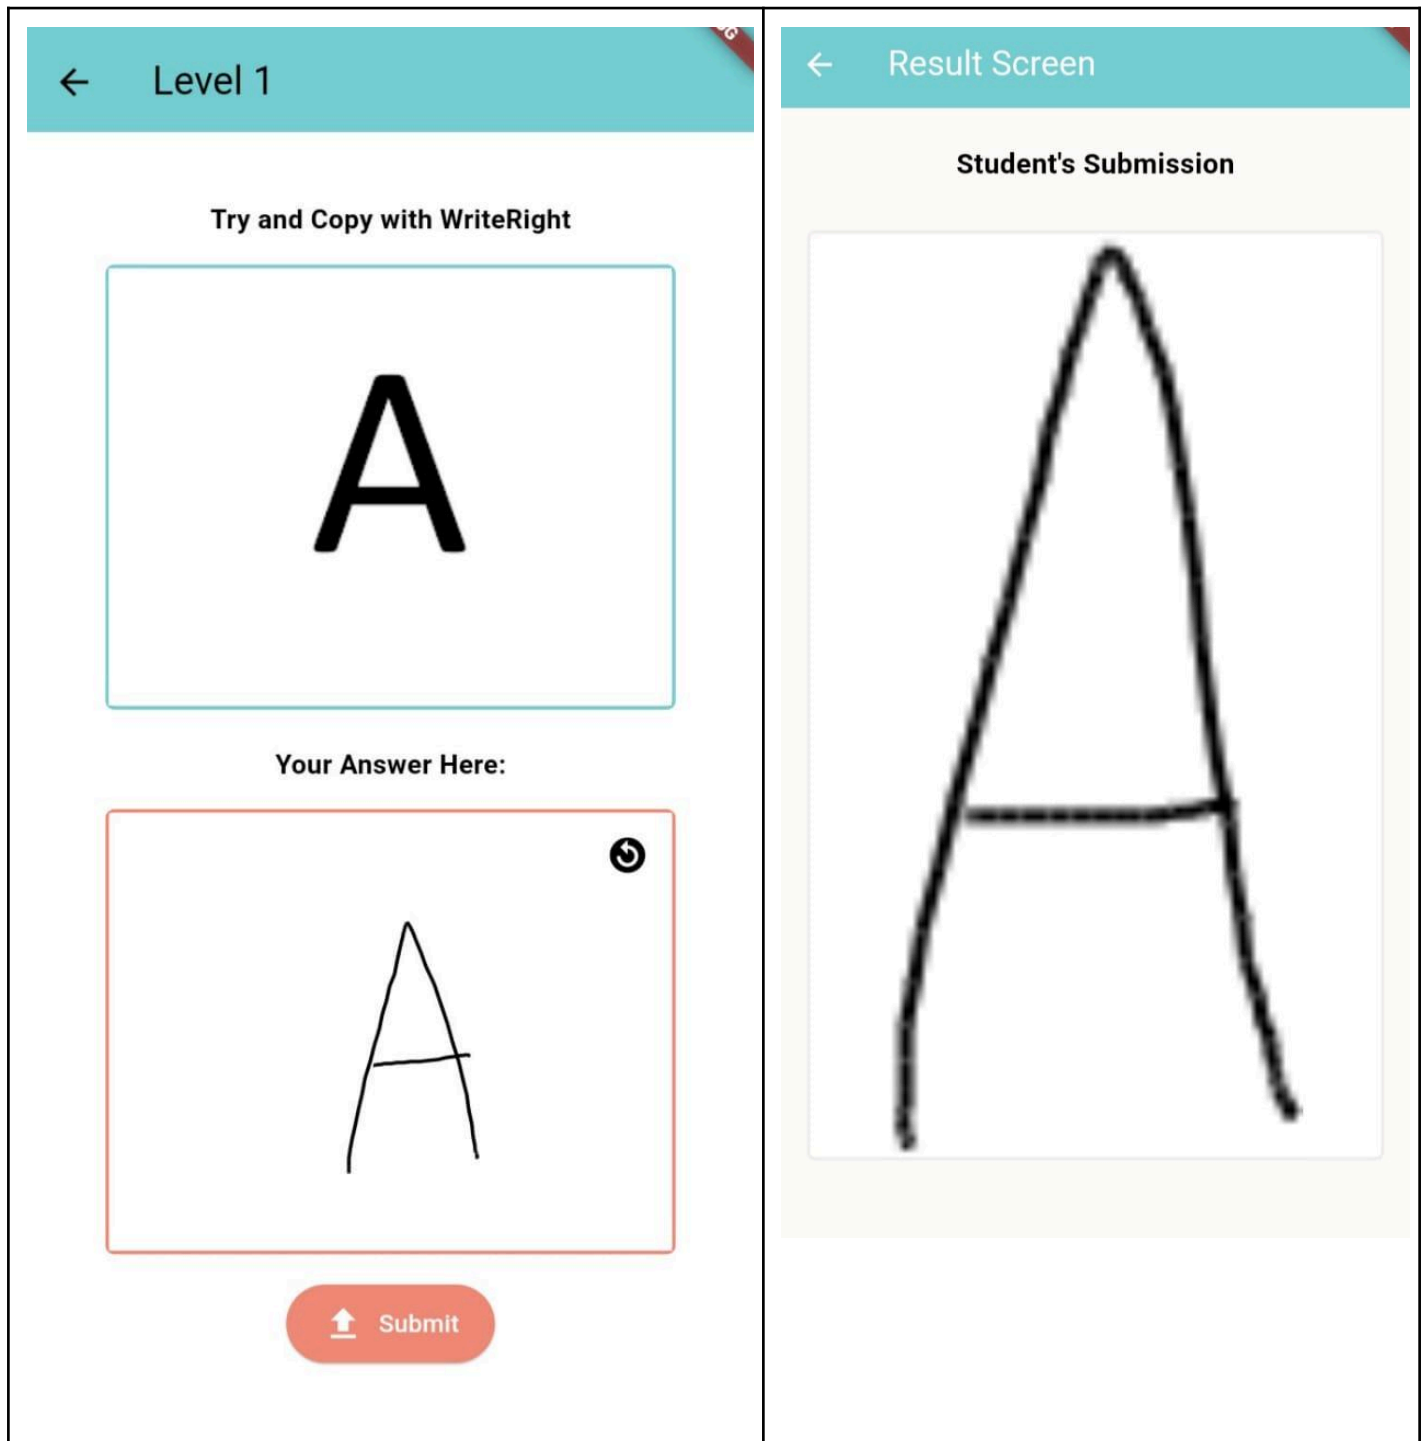 Level 1
Try and Copy with WriteRight
A
Your Answer Here:
A
Submit
Result Screen
Student's Submission
A